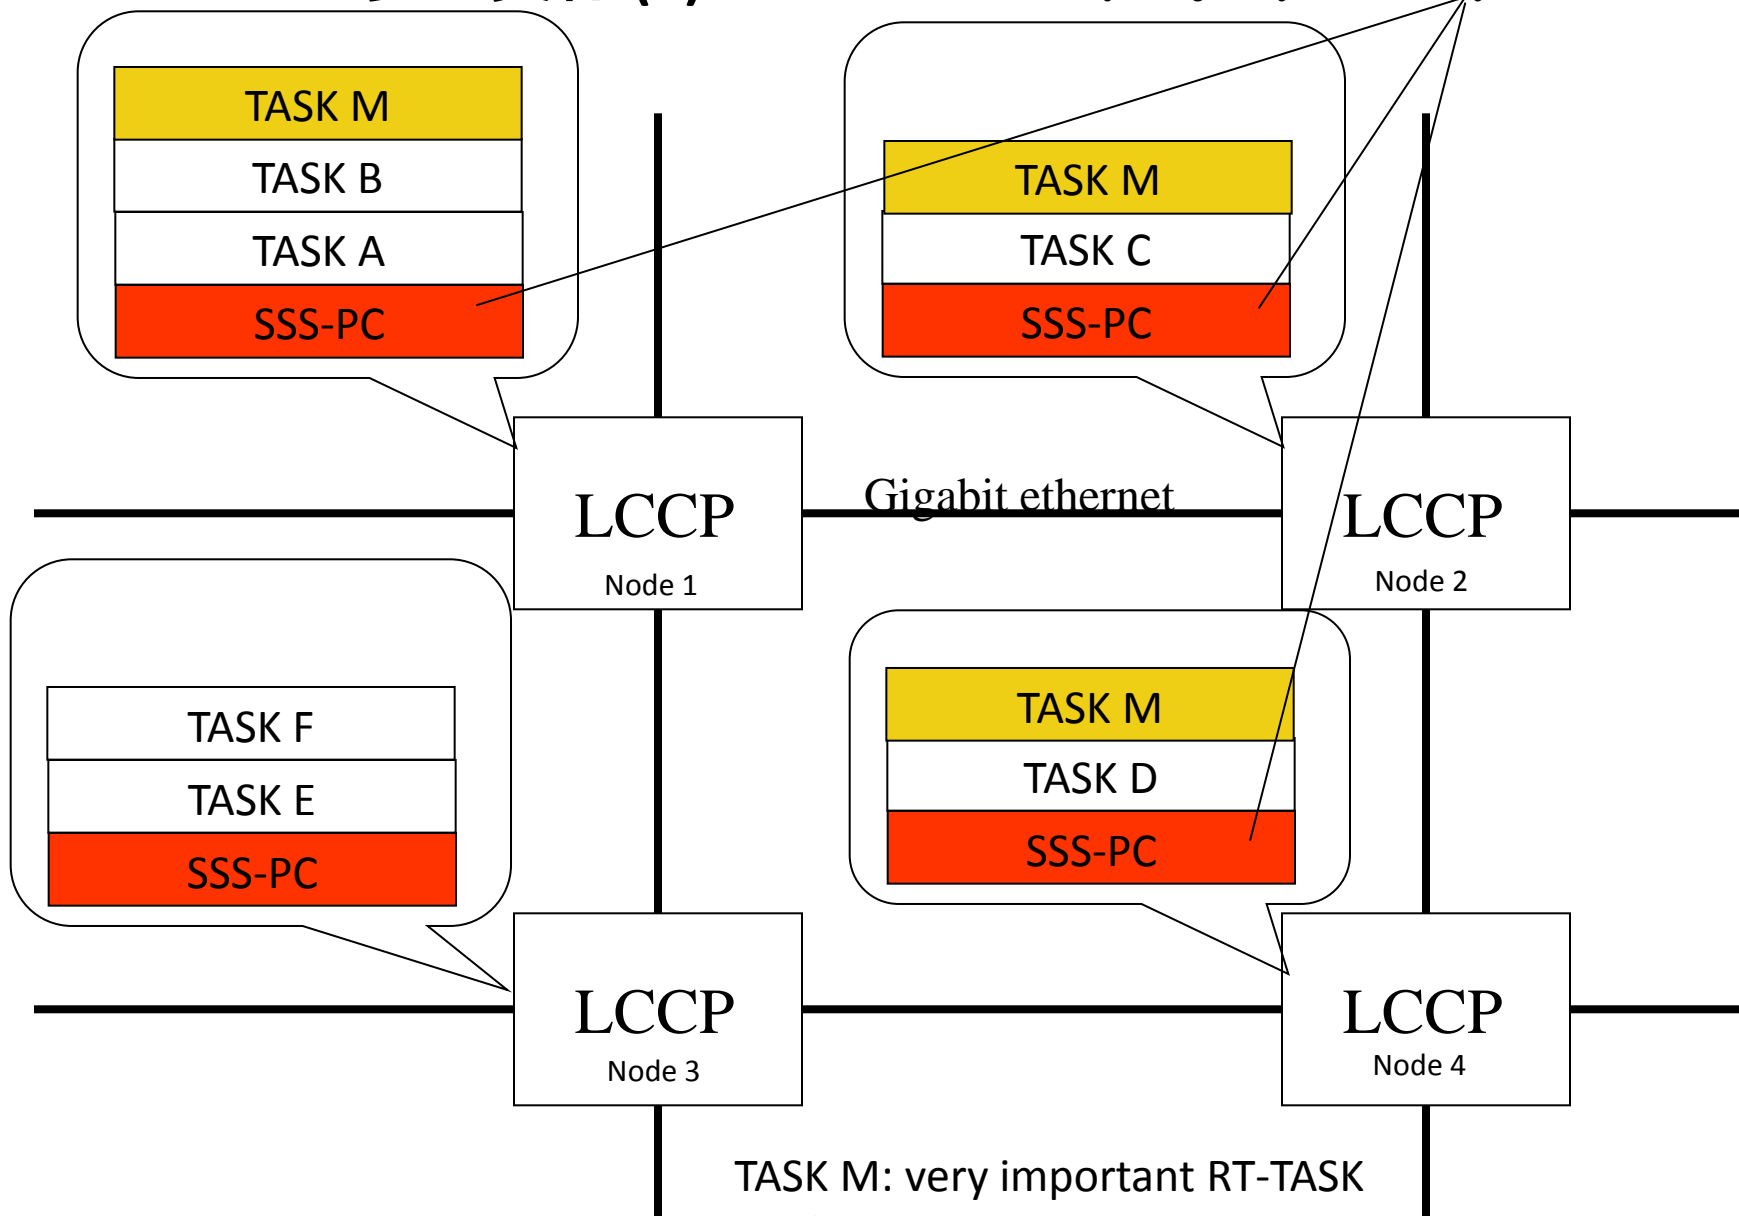 TASK M
TASK B
TASK A
SSS-PC
TASK M
TASK C
SSS-PC
LCCP
Node 1
Gigabit ethernet
LCCP
Node 2
TASK F
TASK E
SSS-PC
TASK M
TASK D
SSS-PC
LCCP
Node 3
LCCP
Node 4
TASK M: very important RT-TASK